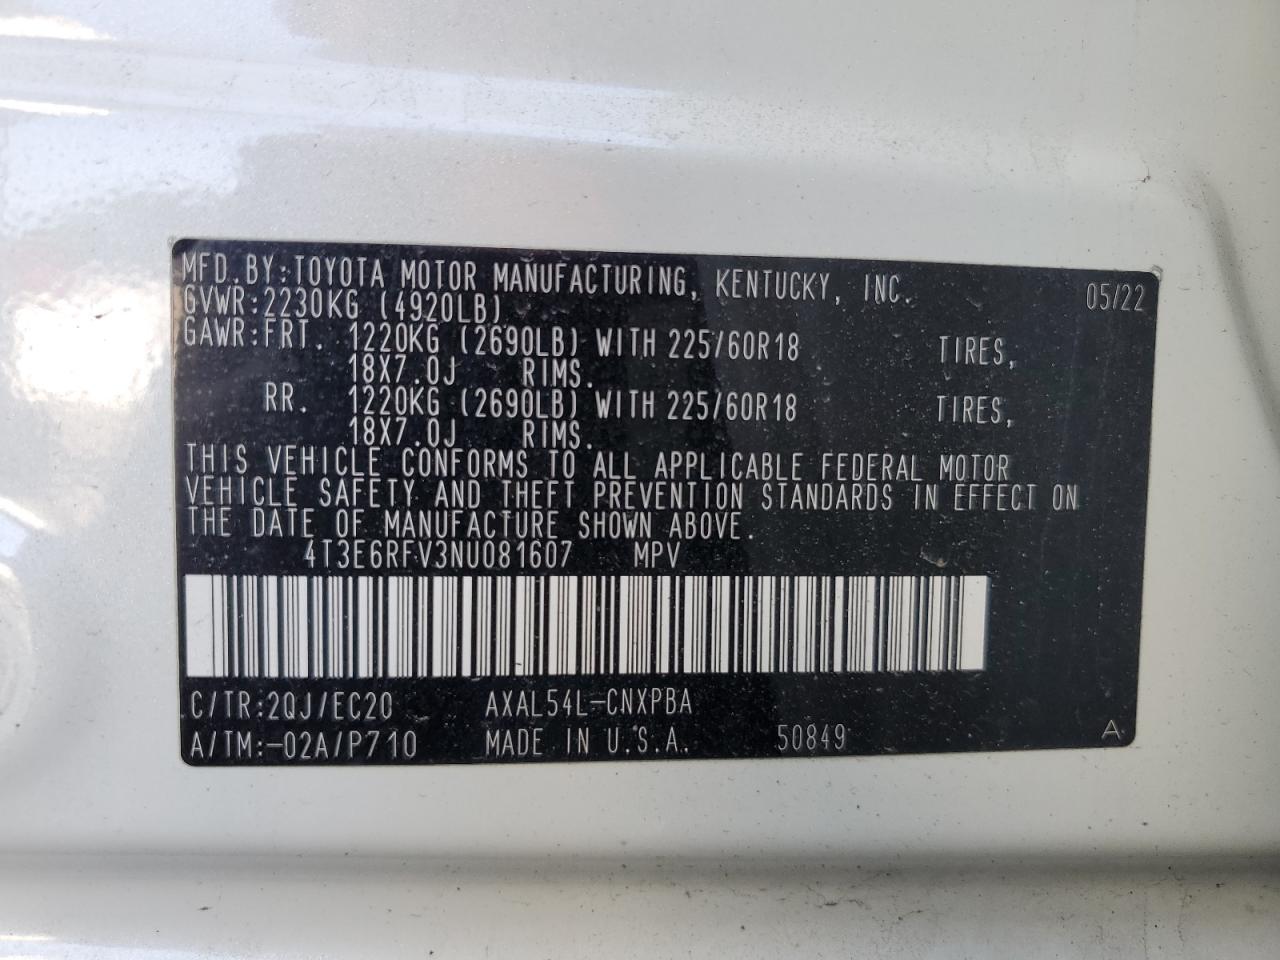 MFD. BY: TOYOTA MOTOR MANUFACTURING, KENTUCKY, INC. 05/22
GVWR: 2230KG (4920LB)
GAWR: FRT. 1220KG (2690LB) WITH 225/60R18 TIRES,
18X7.0J RIMS.
RR. 1220KG (2690LB) WITH 225/60R18 TIRES,
18X7.0J RIMS.
THIS VEHICLE CONFORMS TO ALL APPLICABLE FEDERAL MOTOR
VEHICLE SAFETY AND THEFT PREVENTION STANDARDS IN EFFECT ON
THE DATE OF MANUFACTURE SHOWN ABOVE.
4T3E6RFV3NU081607 MPV
C/TR: 2QJ/EC20 AXAL54L-CNXPBA
A/TM: -02A/P710 MADE IN U.S.A. 50849 A